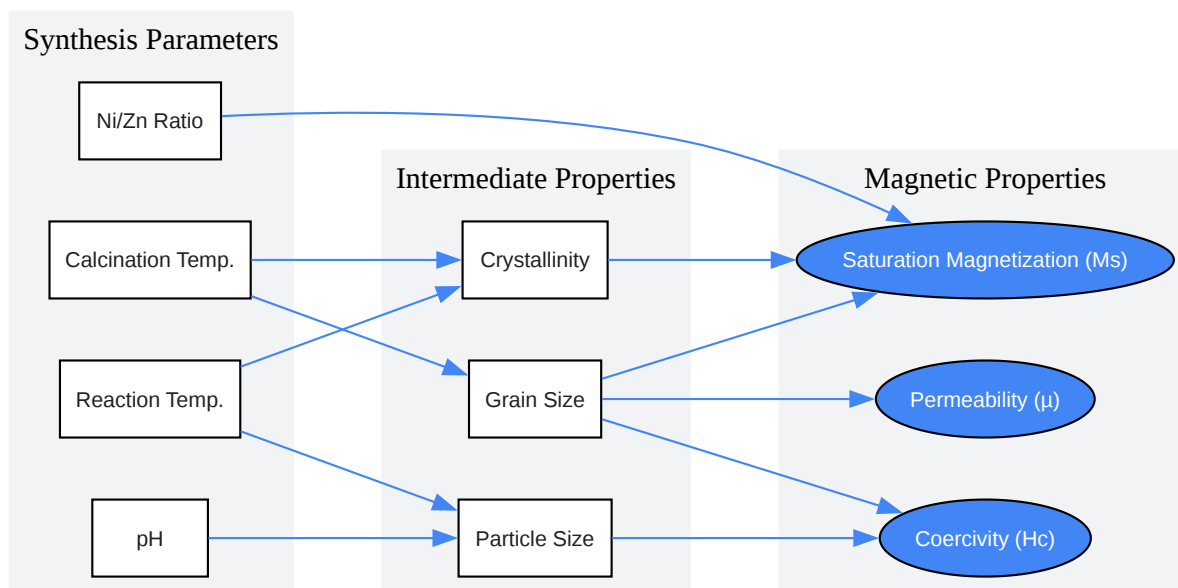 Synthesis Parameters
Ni/Zn Ratio
Calcination Temp.
Reaction Temp.
pH
Intermediate Properties
Crystallinity
Grain Size
Particle Size
Magnetic Properties
Saturation Magnetization (Ms)
Permeability (µ)
Coercivity (Hc)